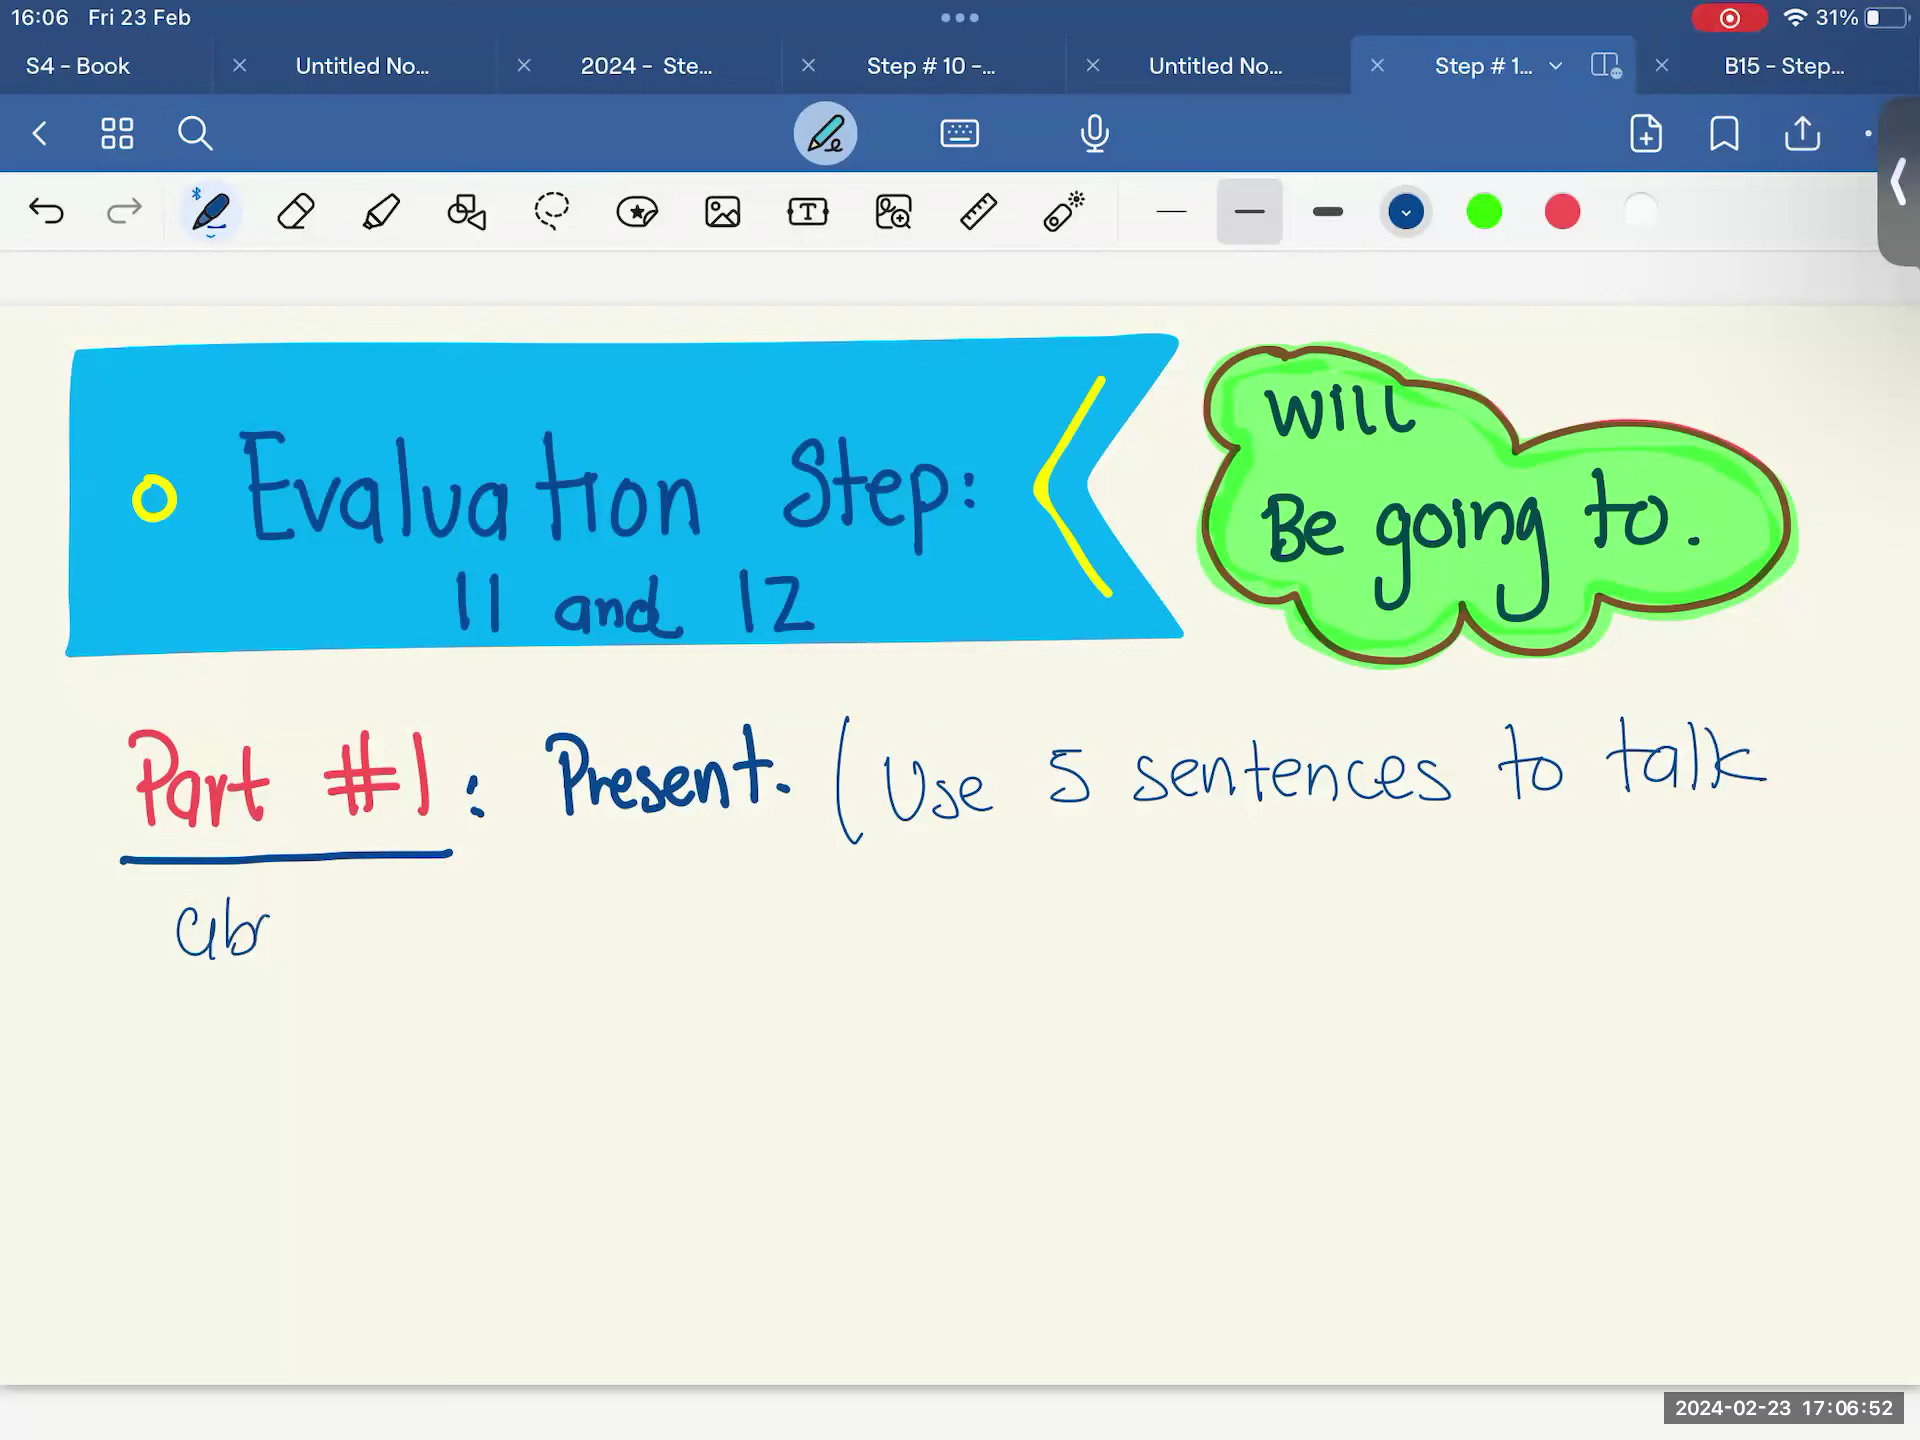 16:06 Fri 23 Feb
31%
S4 - Book
Untitled No...
2024 - Ste...
Step # 10 -...
Untitled No...
Step # 1...
B15 - Step...
Evaluation Step:
11 and 12
will
Be going to.
Part #1: Present. (Use 5 sentences to talk
abr
2024-02-23 17:06:52